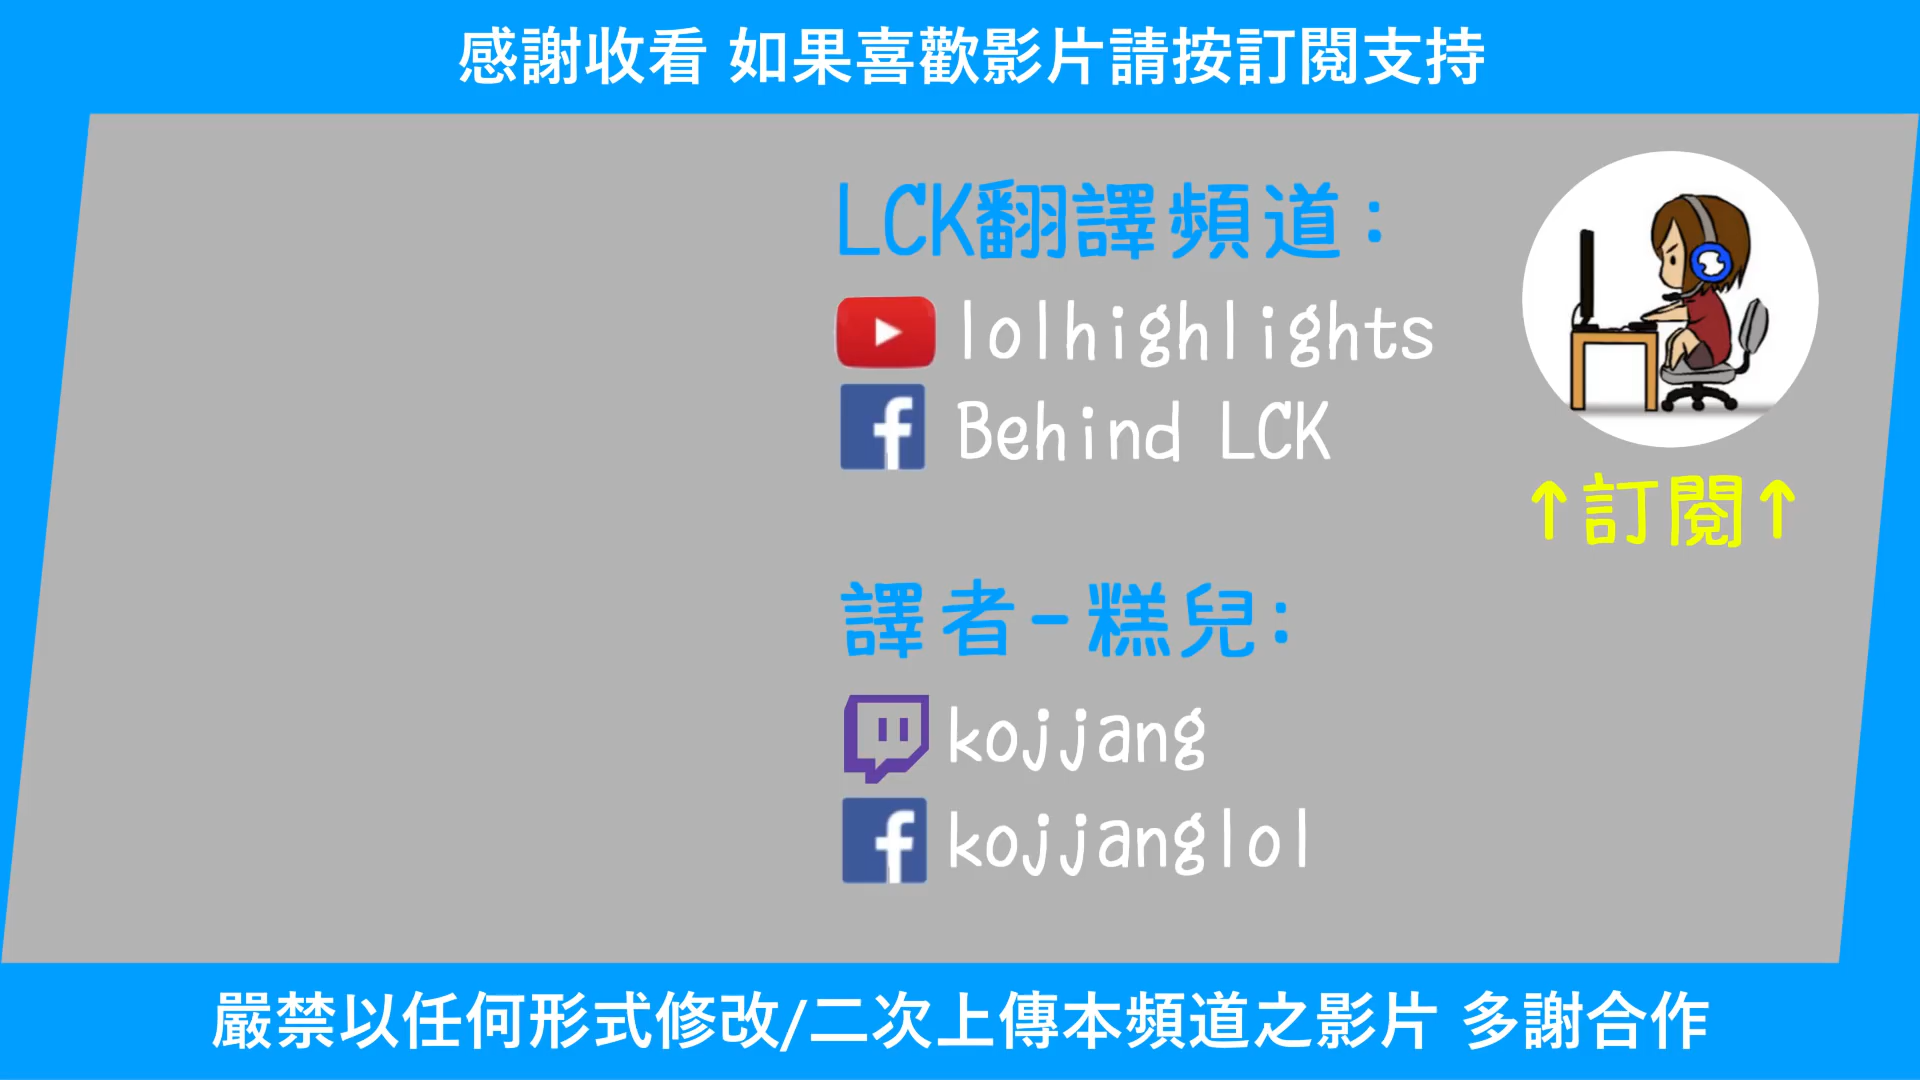 感謝收看 如果喜歡影片請按訂閱支持
LCK翻譯頻道:
lolhighlights
Behind LCK
↑訂閱↑
譯者-糕兒:
kojjang
kojjanglol
嚴禁以任何形式修改/二次上傳本頻道之影片 多謝合作